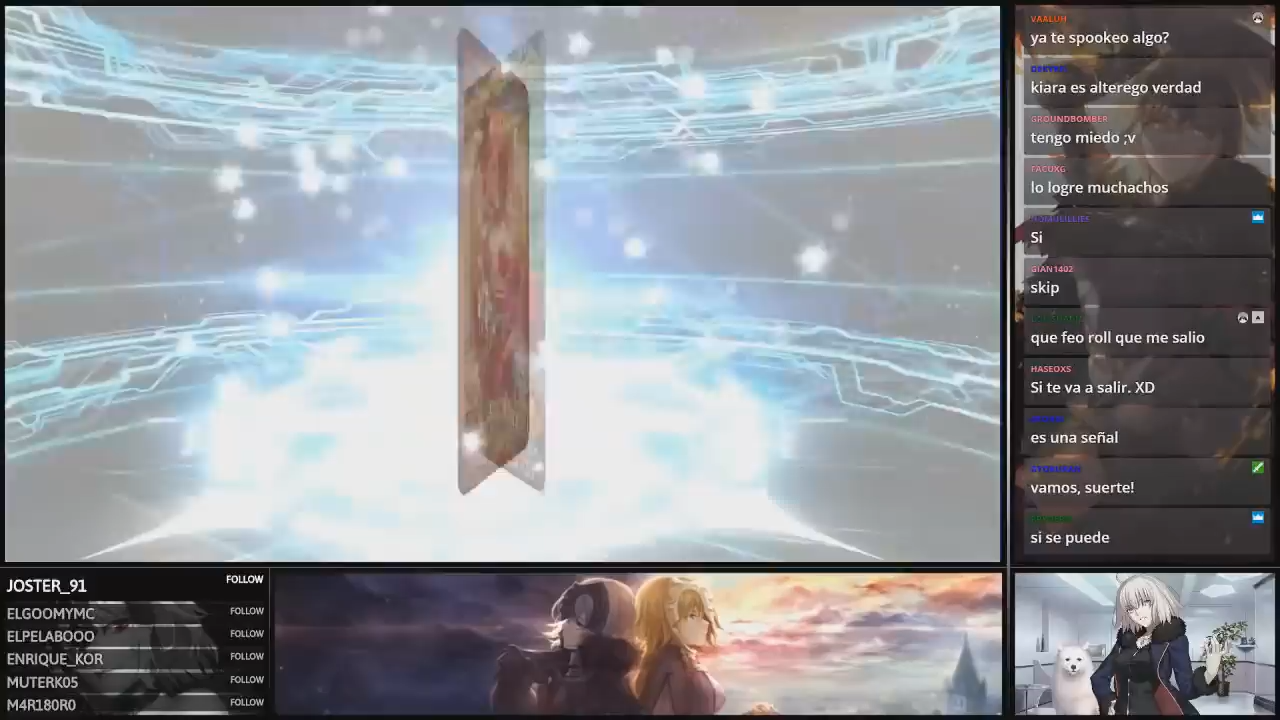 VAALUH
ya te spookeo algo?
kiara es alterego verdad
GROUNDBOMBER
tengo miedo ;v
TACUXG
lo logre muchachos
Si
GIAN1402
skip
que feo roll que me salio
HASEOXS
Si te va a salir. XD
es una señal
vamos, suerte!
si se puede
JOSTER_91 FOLLOW
ELGOOMYMC FOLLOW
ELPELABOOO FOLLOW
ENRIQUE_KOR FOLLOW
MUTERK05 FOLLOW
M4R180R0 FOLLOW